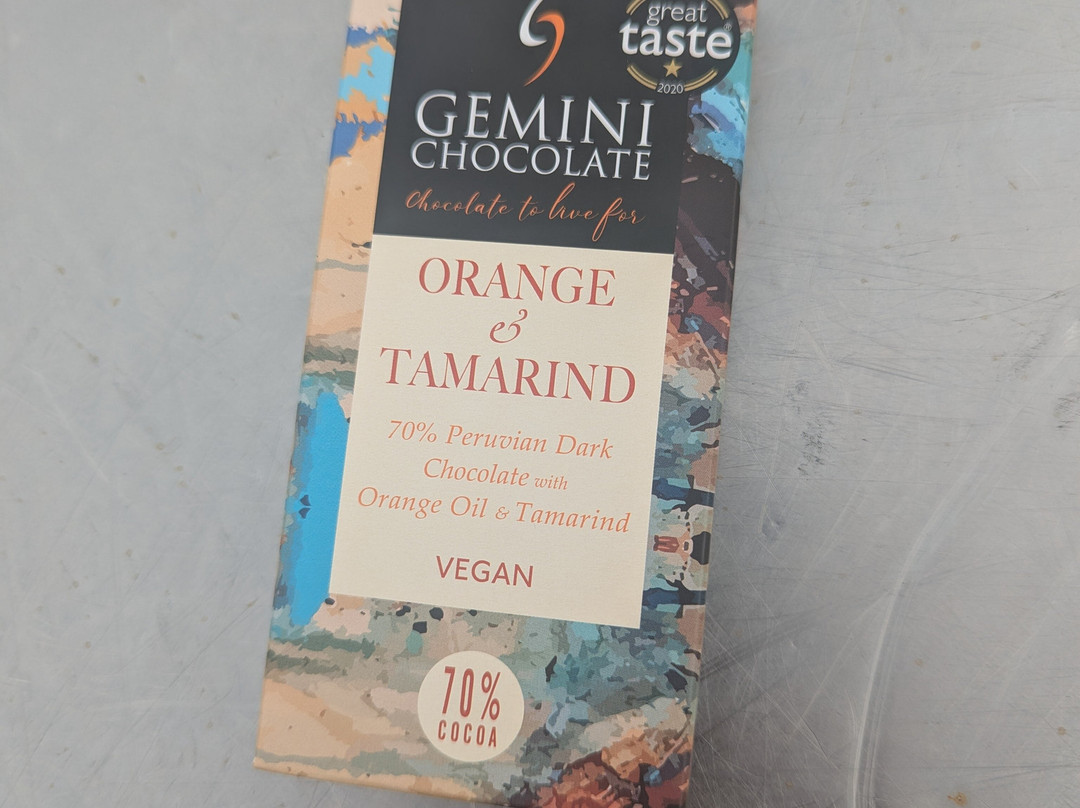 great
taste
2020
GEMINI
CHOCOLATE
chocolate to live for
ORANGE
&
TAMARIND
70% Peruvian Dark
Chocolate with
Orange Oil & Tamarind
VEGAN
70%
COCOA